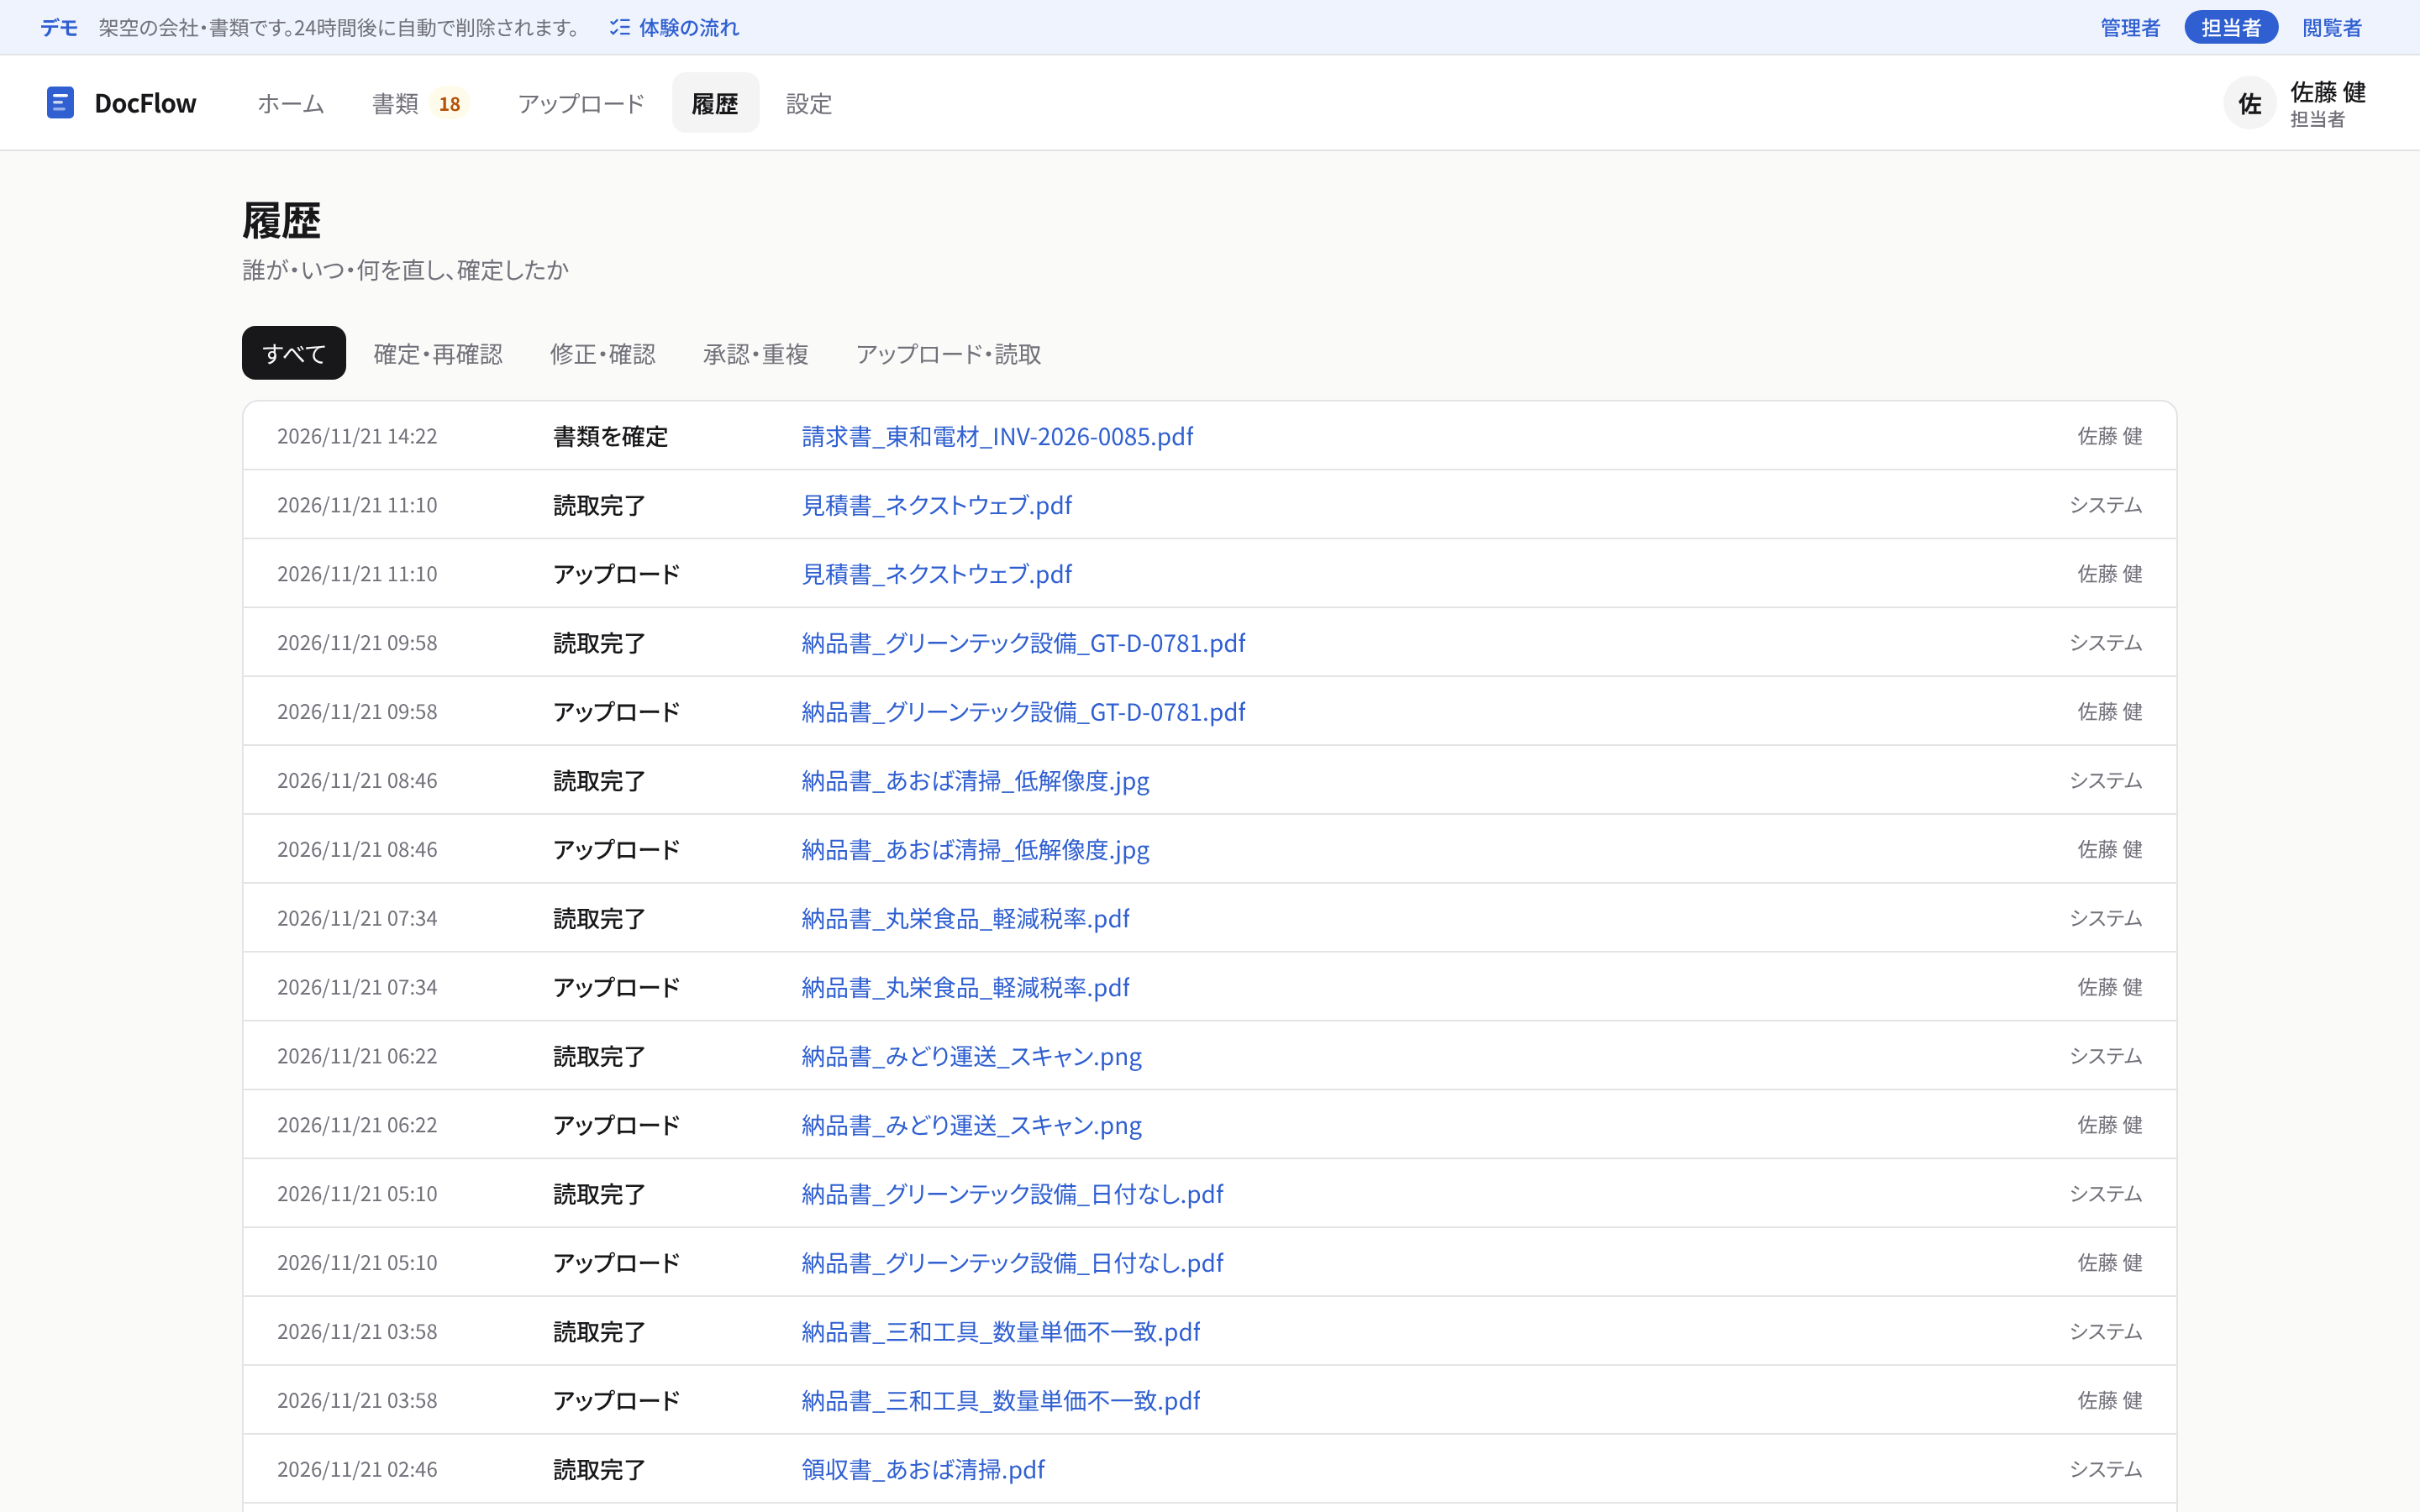 デモ 架空の会社・書類です。24時間後に自動で削除されます。 体験の流れ 管理者 担当者 閲覧者
DocFlow ホーム 書類 18 アップロード 履歴 設定 佐 佐藤 健
担当者
履歴
誰が・いつ・何を直し、確定したか
すべて 確定・再確認 修正・確認 承認・重複 アップロード・読取
2026/11/21 14:22 書類を確定 請求書_東和電材_INV-2026-0085.pdf 佐藤 健
2026/11/21 11:10 読取完了 見積書_ネクストウェブ.pdf システム
2026/11/21 11:10 アップロード 見積書_ネクストウェブ.pdf 佐藤 健
2026/11/21 09:58 読取完了 納品書_グリーンテック設備_GT-D-0781.pdf システム
2026/11/21 09:58 アップロード 納品書_グリーンテック設備_GT-D-0781.pdf 佐藤 健
2026/11/21 08:46 読取完了 納品書_あおば清掃_低解像度.jpg システム
2026/11/21 08:46 アップロード 納品書_あおば清掃_低解像度.jpg 佐藤 健
2026/11/21 07:34 読取完了 納品書_丸栄食品_軽減税率.pdf システム
2026/11/21 07:34 アップロード 納品書_丸栄食品_軽減税率.pdf 佐藤 健
2026/11/21 06:22 読取完了 納品書_みどり運送_スキャン.png システム
2026/11/21 06:22 アップロード 納品書_みどり運送_スキャン.png 佐藤 健
2026/11/21 05:10 読取完了 納品書_グリーンテック設備_日付なし.pdf システム
2026/11/21 05:10 アップロード 納品書_グリーンテック設備_日付なし.pdf 佐藤 健
2026/11/21 03:58 読取完了 納品書_三和工具_数量単価不一致.pdf システム
2026/11/21 03:58 アップロード 納品書_三和工具_数量単価不一致.pdf 佐藤 健
2026/11/21 02:46 読取完了 領収書_あおば清掃.pdf システム